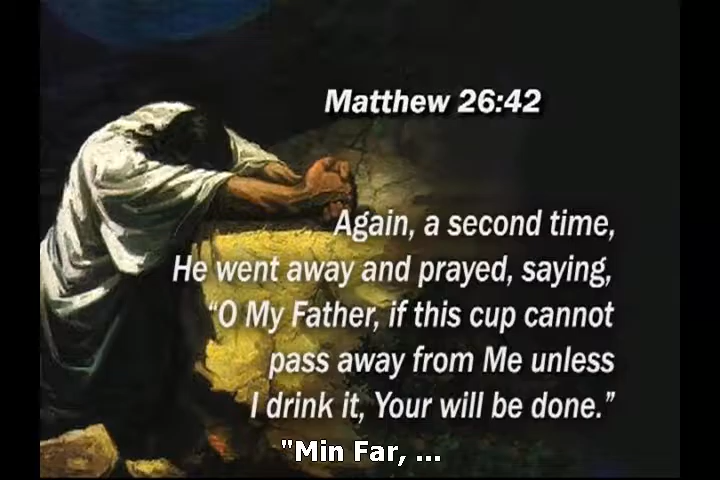 Matthew 26:42
Again, a second time,
He went away and prayed, saying,
“O My Father, if this cup cannot
pass away from Me unless
I drink it, Your will be done.”
"Min Far, ...